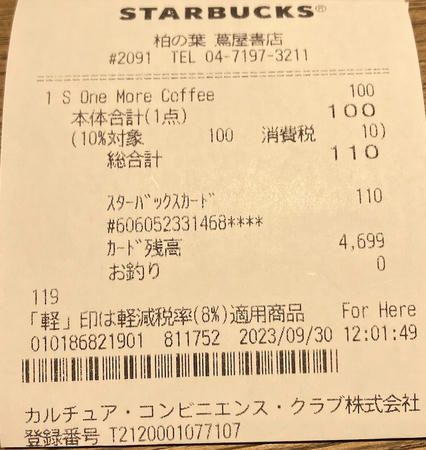 STARBUCKS®
柏の葉 蔦屋書店
#2091 TEL 04-7197-3211
1 S One More Coffee 100
本体合計(1点) 100
(10%対象 100 消費税 10)
総合計 110
ｽﾀｰﾊﾞｯｸｽｶｰﾄﾞ 110
#606052331468****
ｶｰﾄﾞ残高 4,699
お釣り 0
119
「軽」印は軽減税率(8%)適用商品 For Here
010186821901 811752 2023/09/30 12:01:49
カルチュア・コンビニエンス・クラブ株式会社
登録番号 T2120001077107